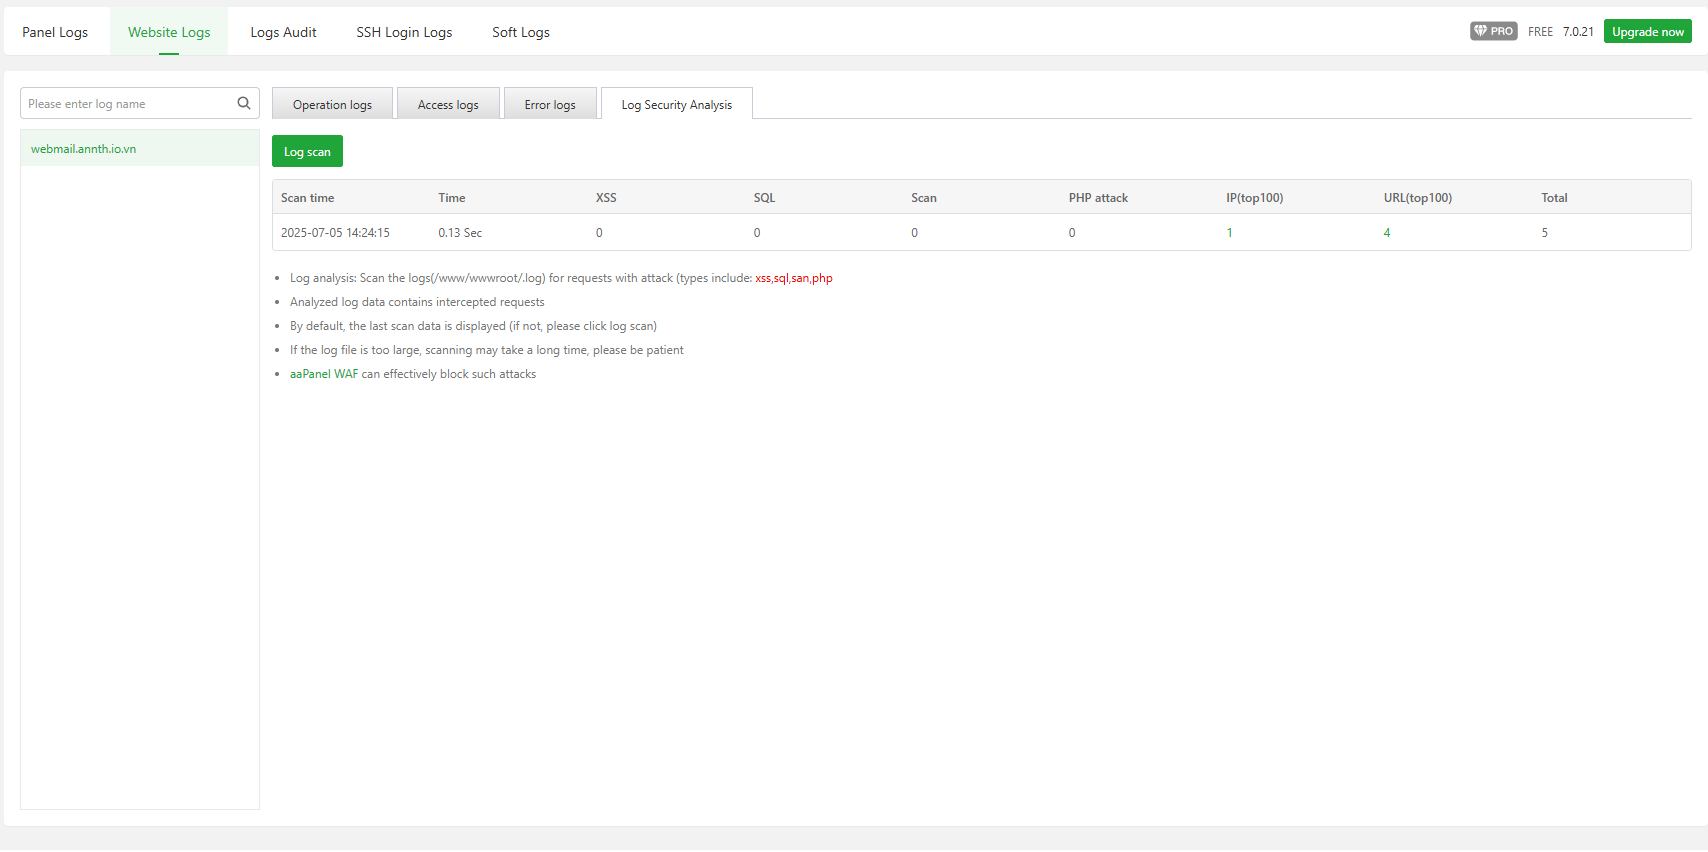 Panel Logs Website Logs Logs Audit SSH Login Logs Soft Logs PRO FREE 7.0.21 Upgrade now
Please enter log name
webmail.annth.io.vn
Operation logs Access logs Error logs Log Security Analysis
Log scan
Scan time Time XSS SQL Scan PHP attack IP(top100) URL(top100) Total
2025-07-05 14:24:15 0.13 Sec 0 0 0 0 1 4 5
Log analysis: Scan the logs(/www/wwwroot/.log) for requests with attack (types include: xss,sql,san,php
Analyzed log data contains intercepted requests
By default, the last scan data is displayed (if not, please click log scan)
If the log file is too large, scanning may take a long time, please be patient
aaPanel WAF can effectively block such attacks